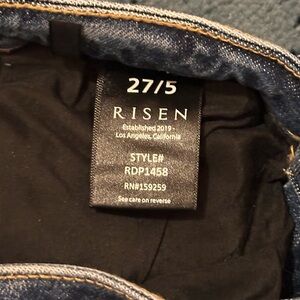 27/5
RISEN
Established 2019 -
Los Angeles, California
STYLE#
RDP1458
RN#159259
See care on reverse